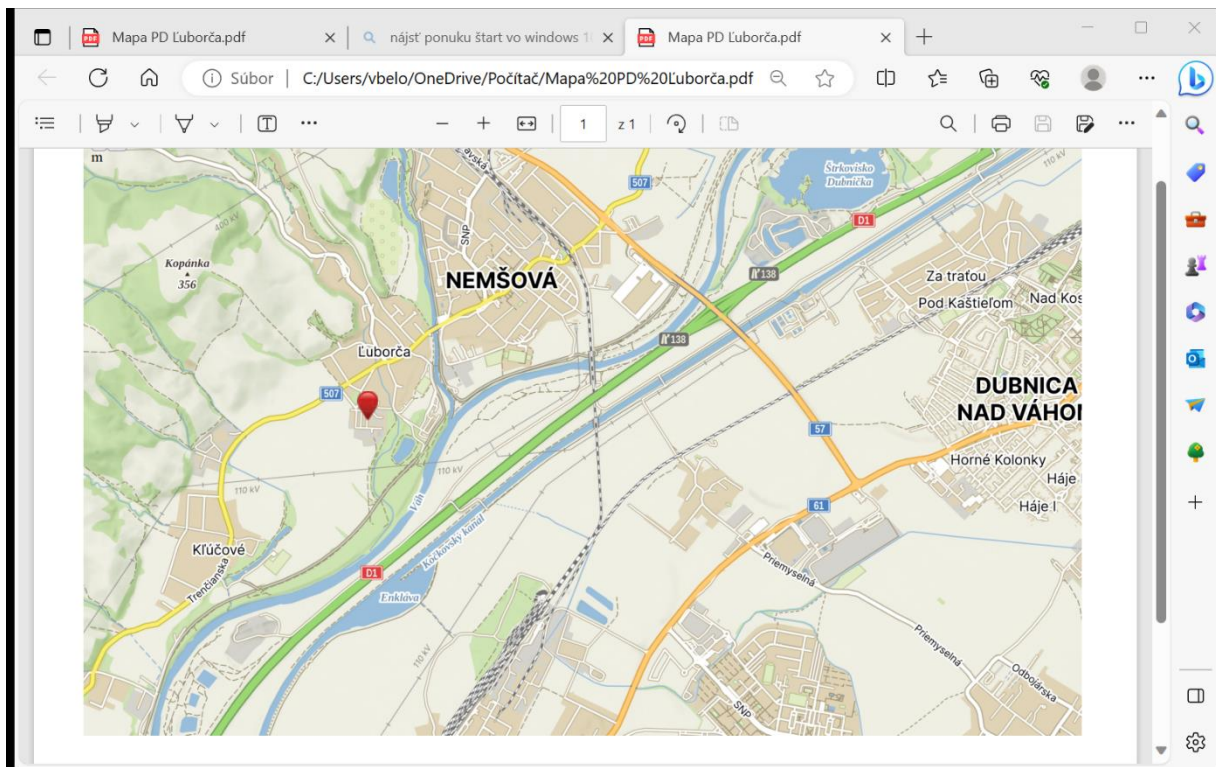 Mapa PD Ľuborča.pdf
nájsť ponuku štart vo windows
Mapa PD Ľuborča.pdf
Súbor
C:/Users/vbelo/OneDrive/Počítač/Mapa%20PD%20Ľuborča.pdf
1
z 1
m
400 kV
Kopánka
356
SNP
507
NEMŠOVÁ
Štrkovisko
Dubnička
110 kV
D1
138
138
Za traťou
Pod Kaštieľom
Nad Kos
Ľuborča
507
DUBNICA
NAD VÁHO
57
Horné Kolonky
Háje
Háje I
61
110 kV
110 kV
Váh
Kočkovský kanál
Kľúčové
Trenčianska
D1
Enkláva
110 kV
Priemyselná
Priemyselná
Odbojárska
SNP